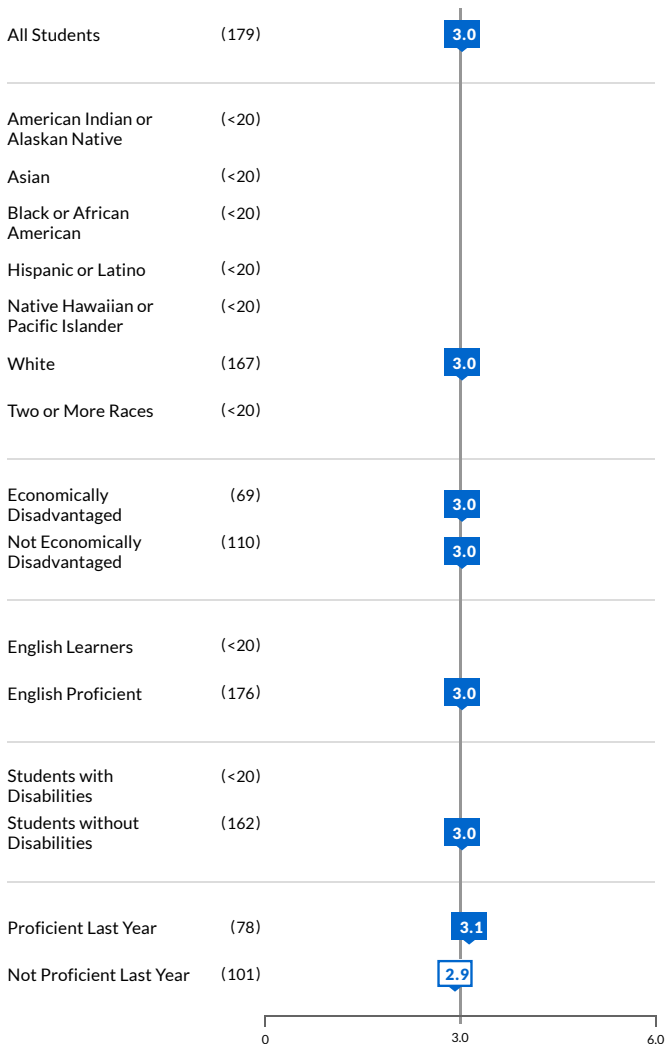 All Students (179) 3.0
American Indian or (<20)
Alaskan Native
Asian (<20)
Black or African (<20)
American
Hispanic or Latino (<20)
Native Hawaiian or (<20)
Pacific Islander
White (167) 3.0
Two or More Races (<20)
Economically (69) 3.0
Disadvantaged
Not Economically (110) 3.0
Disadvantaged
English Learners (<20)
English Proficient (176) 3.0
Students with (<20)
Disabilities
Students without (162) 3.0
Disabilities
Proficient Last Year (78) 3.1
Not Proficient Last Year (101) 2.9
0 3.0 6.0